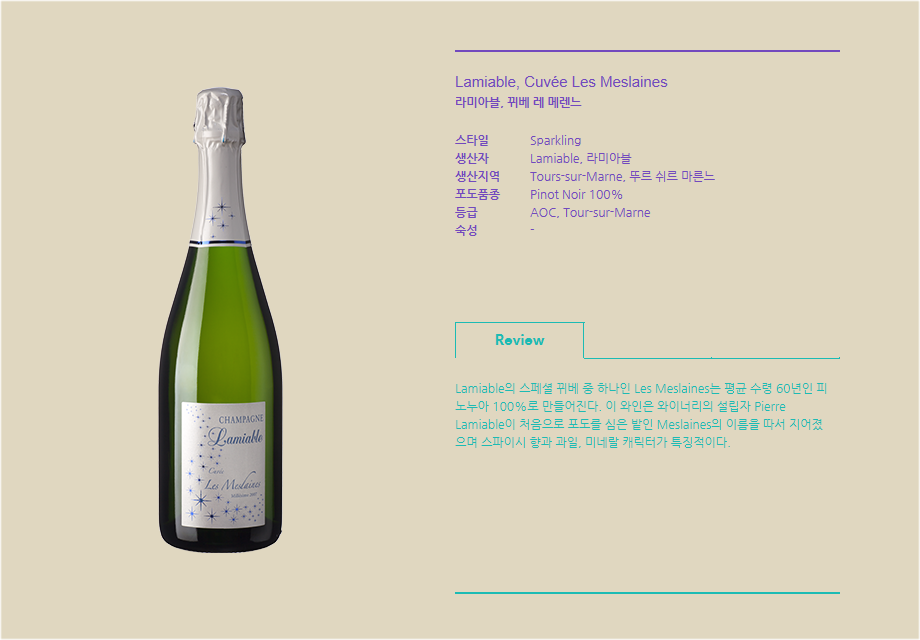 Lamiable, Cuvée Les Meslaines
라미아블, 뀌베 레 메렌느
스타일 Sparkling
생산자 Lamiable, 라미아블
생산지역 Tours-sur-Marne, 뚜르 쉬르 마른느
포도품종 Pinot Noir 100%
등급 AOC, Tour-sur-Marne
숙성 -
Review
Lamiable의 스페셜 뀌베 중 하나인 Les Meslaines는 평균 수령 60년인 피
노누아 100%로 만들어진다. 이 와인은 와이너리의 설립자 Pierre
Lamiable이 처음으로 포도를 심은 밭인 Meslaines의 이름을 따서 지어졌
으며 스파이시 향과 과일, 미네랄 캐릭터가 특징적이다.
CHAMPAGNE
Lamiable
Cuvée
Les Meslaines